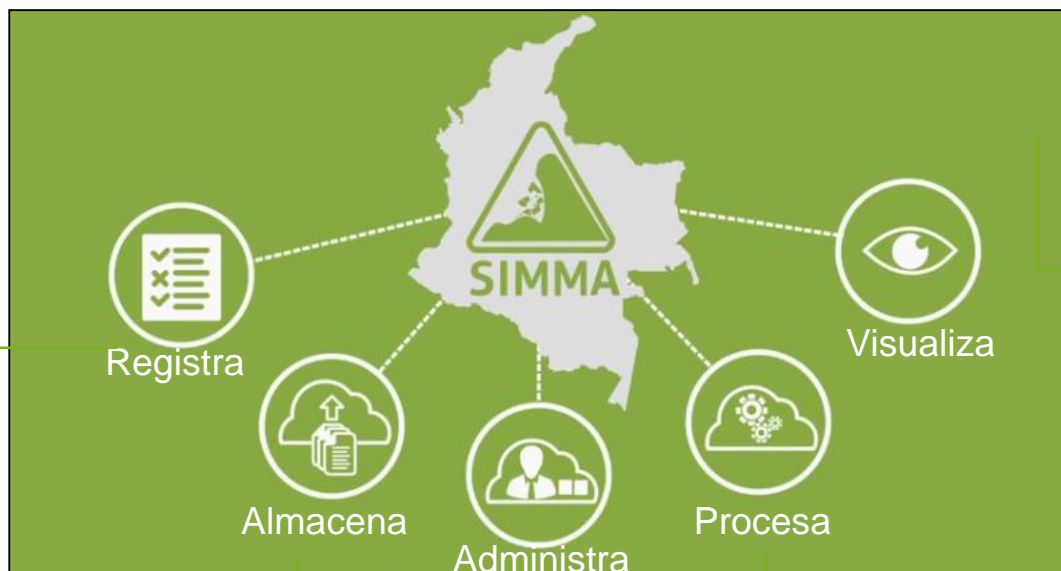 SIMMA
Registra
Visualiza
Almacena
Procesa
Administra